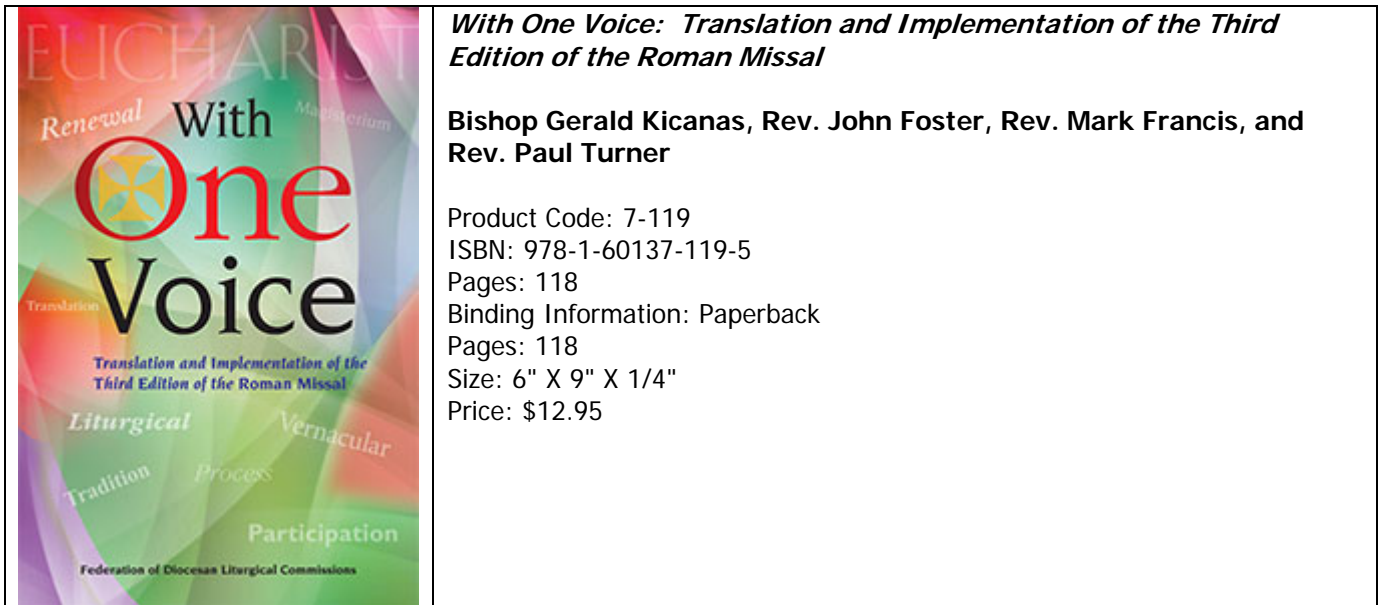 EUCHARIST
Renewal
With
Magisterium
One
Voice
Translation
Translation and Implementation of the
Third Edition of the Roman Missal
Liturgical
Vernacular
Tradition
Process
Participation
Federation of Diocesan Liturgical Commissions
With One Voice: Translation and Implementation of the Third
Edition of the Roman Missal
Bishop Gerald Kicanas, Rev. John Foster, Rev. Mark Francis, and
Rev. Paul Turner
Product Code: 7-119
ISBN: 978-1-60137-119-5
Pages: 118
Binding Information: Paperback
Pages: 118
Size: 6" X 9" X 1/4"
Price: $12.95